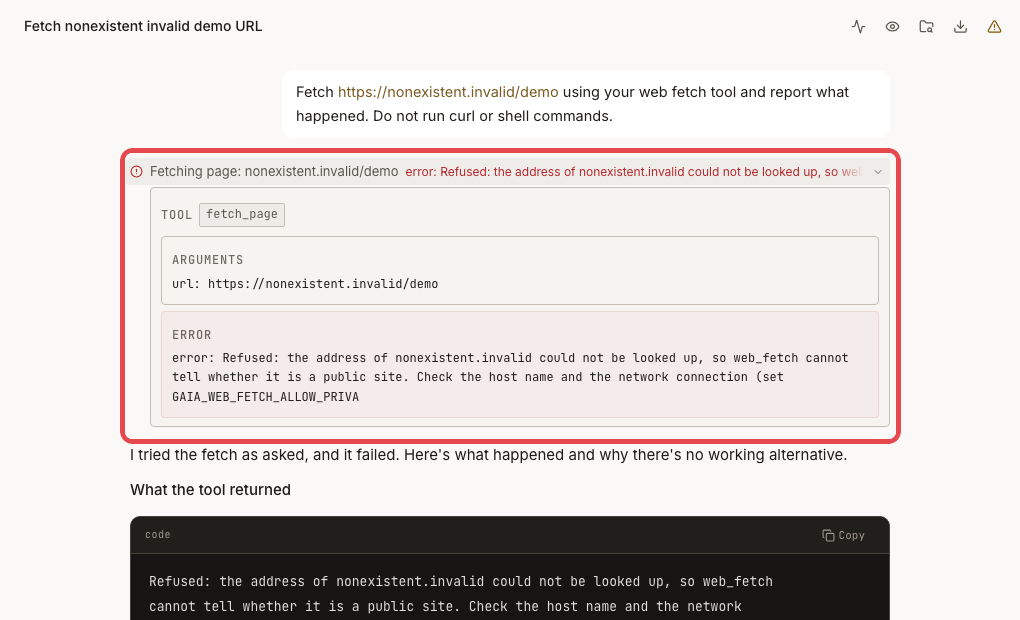 Fetch nonexistent invalid demo URL
Fetch https://nonexistent.invalid/demo using your web fetch tool and report what
happened. Do not run curl or shell commands.
Fetching page: nonexistent.invalid/demo error: Refused: the address of nonexistent.invalid could not be looked up, so
TOOL fetch_page
ARGUMENTS
url: https://nonexistent.invalid/demo
ERROR
error: Refused: the address of nonexistent.invalid could not be looked up, so web_fetch cannot
tell whether it is a public site. Check the host name and the network connection (set
GAIA_WEB_FETCH_ALLOW_PRIVA
I tried the fetch as asked, and it failed. Here's what happened and why there's no working alternative.
What the tool returned
code Copy
Refused: the address of nonexistent.invalid could not be looked up, so web_fetch
cannot tell whether it is a public site. Check the host name and the network